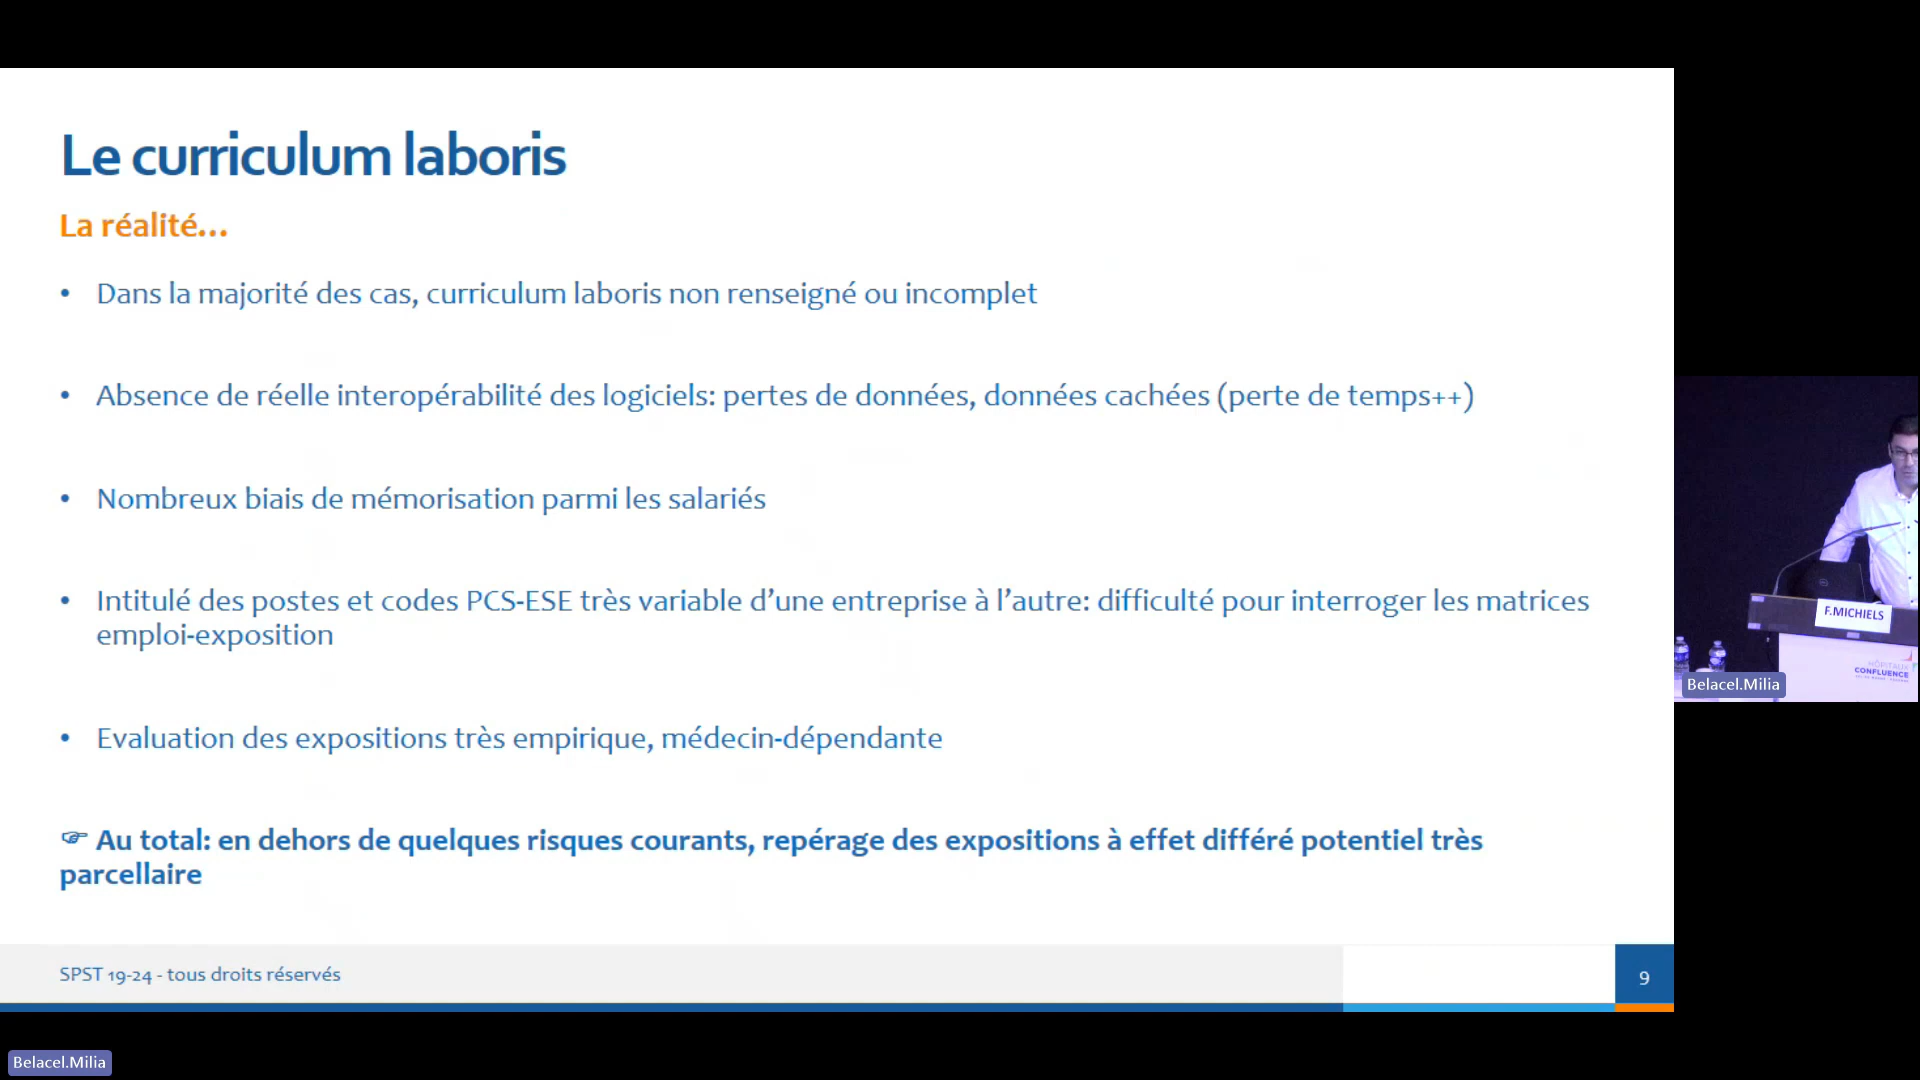 Le curriculum laboris
La réalité...
• Dans la majorité des cas, curriculum laboris non renseigné ou incomplet
• Absence de réelle interopérabilité des logiciels: pertes de données, données cachées (perte de temps++)
• Nombreux biais de mémorisation parmi les salariés
• Intitulé des postes et codes PCS-ESE très variable d’une entreprise à l’autre: difficulté pour interroger les matrices
emploi-exposition
• Evaluation des expositions très empirique, médecin-dépendante
☞ Au total: en dehors de quelques risques courants, repérage des expositions à effet différé potentiel très
parcellaire
SPST 19-24 - tous droits réservés
9
F.MICHIELS
HÔPITAUX
CONFLUENCE
Belacel.Milia
Belacel.Milia